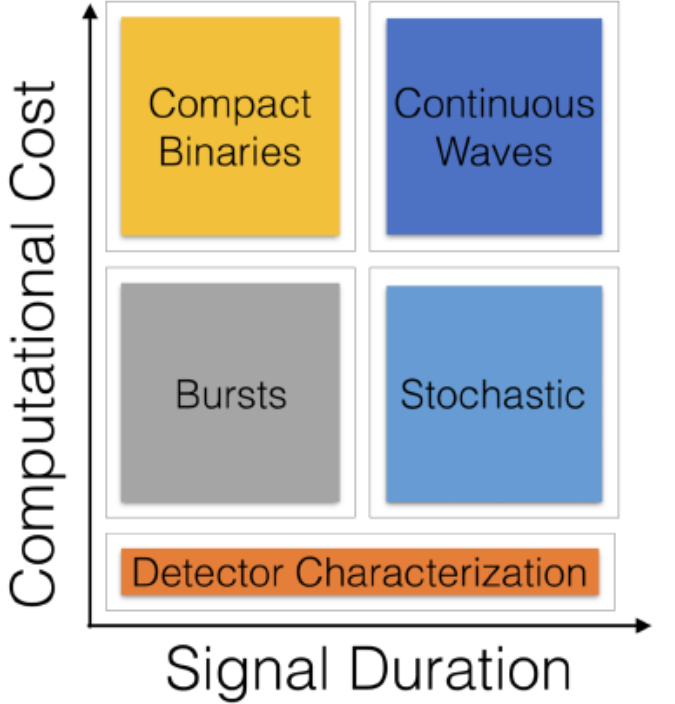 Computational Cost
Compact
Binaries
Continuous
Waves
Bursts
Stochastic
Detector Characterization
Signal Duration